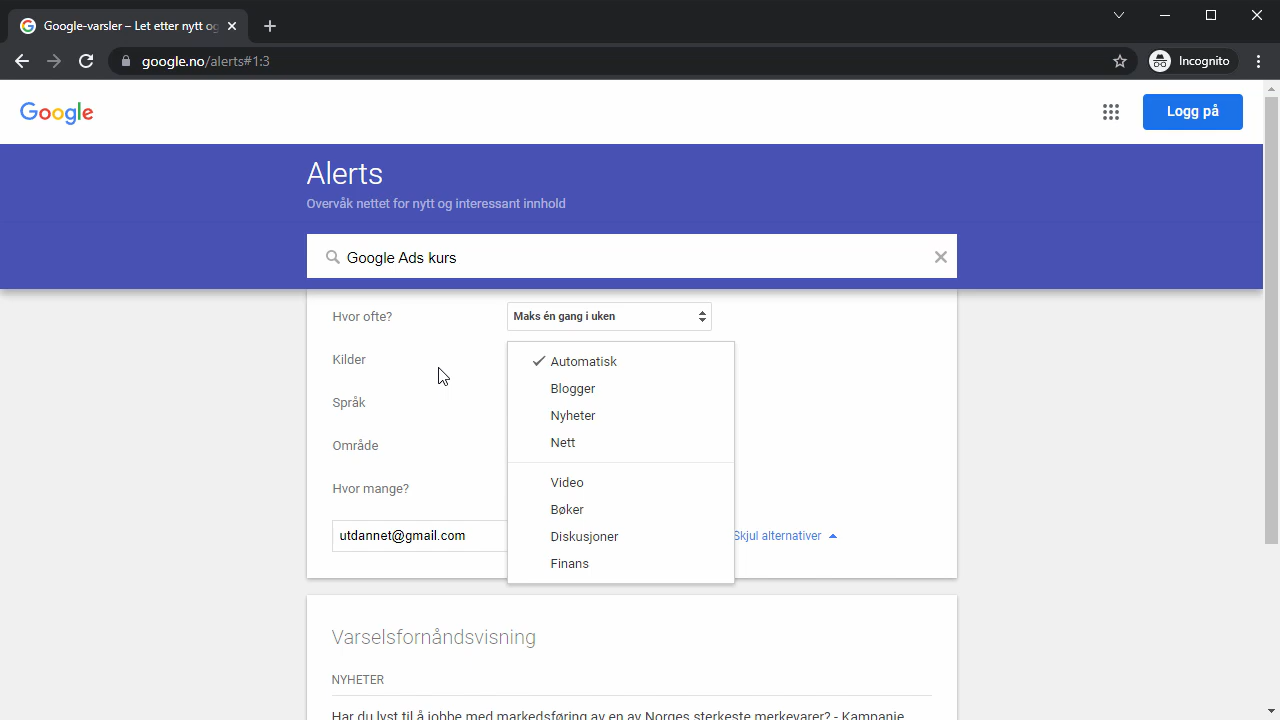 Google-varsler – Let etter nytt og
google.no/alerts#1:3
Incognito
Google
Logg på
Alerts
Overvåk nettet for nytt og interessant innhold
Google Ads kurs
Hvor ofte?
Maks én gang i uken
Kilder
Automatisk
Blogger
Språk
Nyheter
Område
Nett
Hvor mange?
Video
Bøker
utdannet@gmail.com
Diskusjoner
Skjul alternativer
Finans
Varselsfornåndsvisning
NYHETER
Har du lyst til å jobbe med markedsføring av en av Norges sterkeste merkevarer? - Kampanje